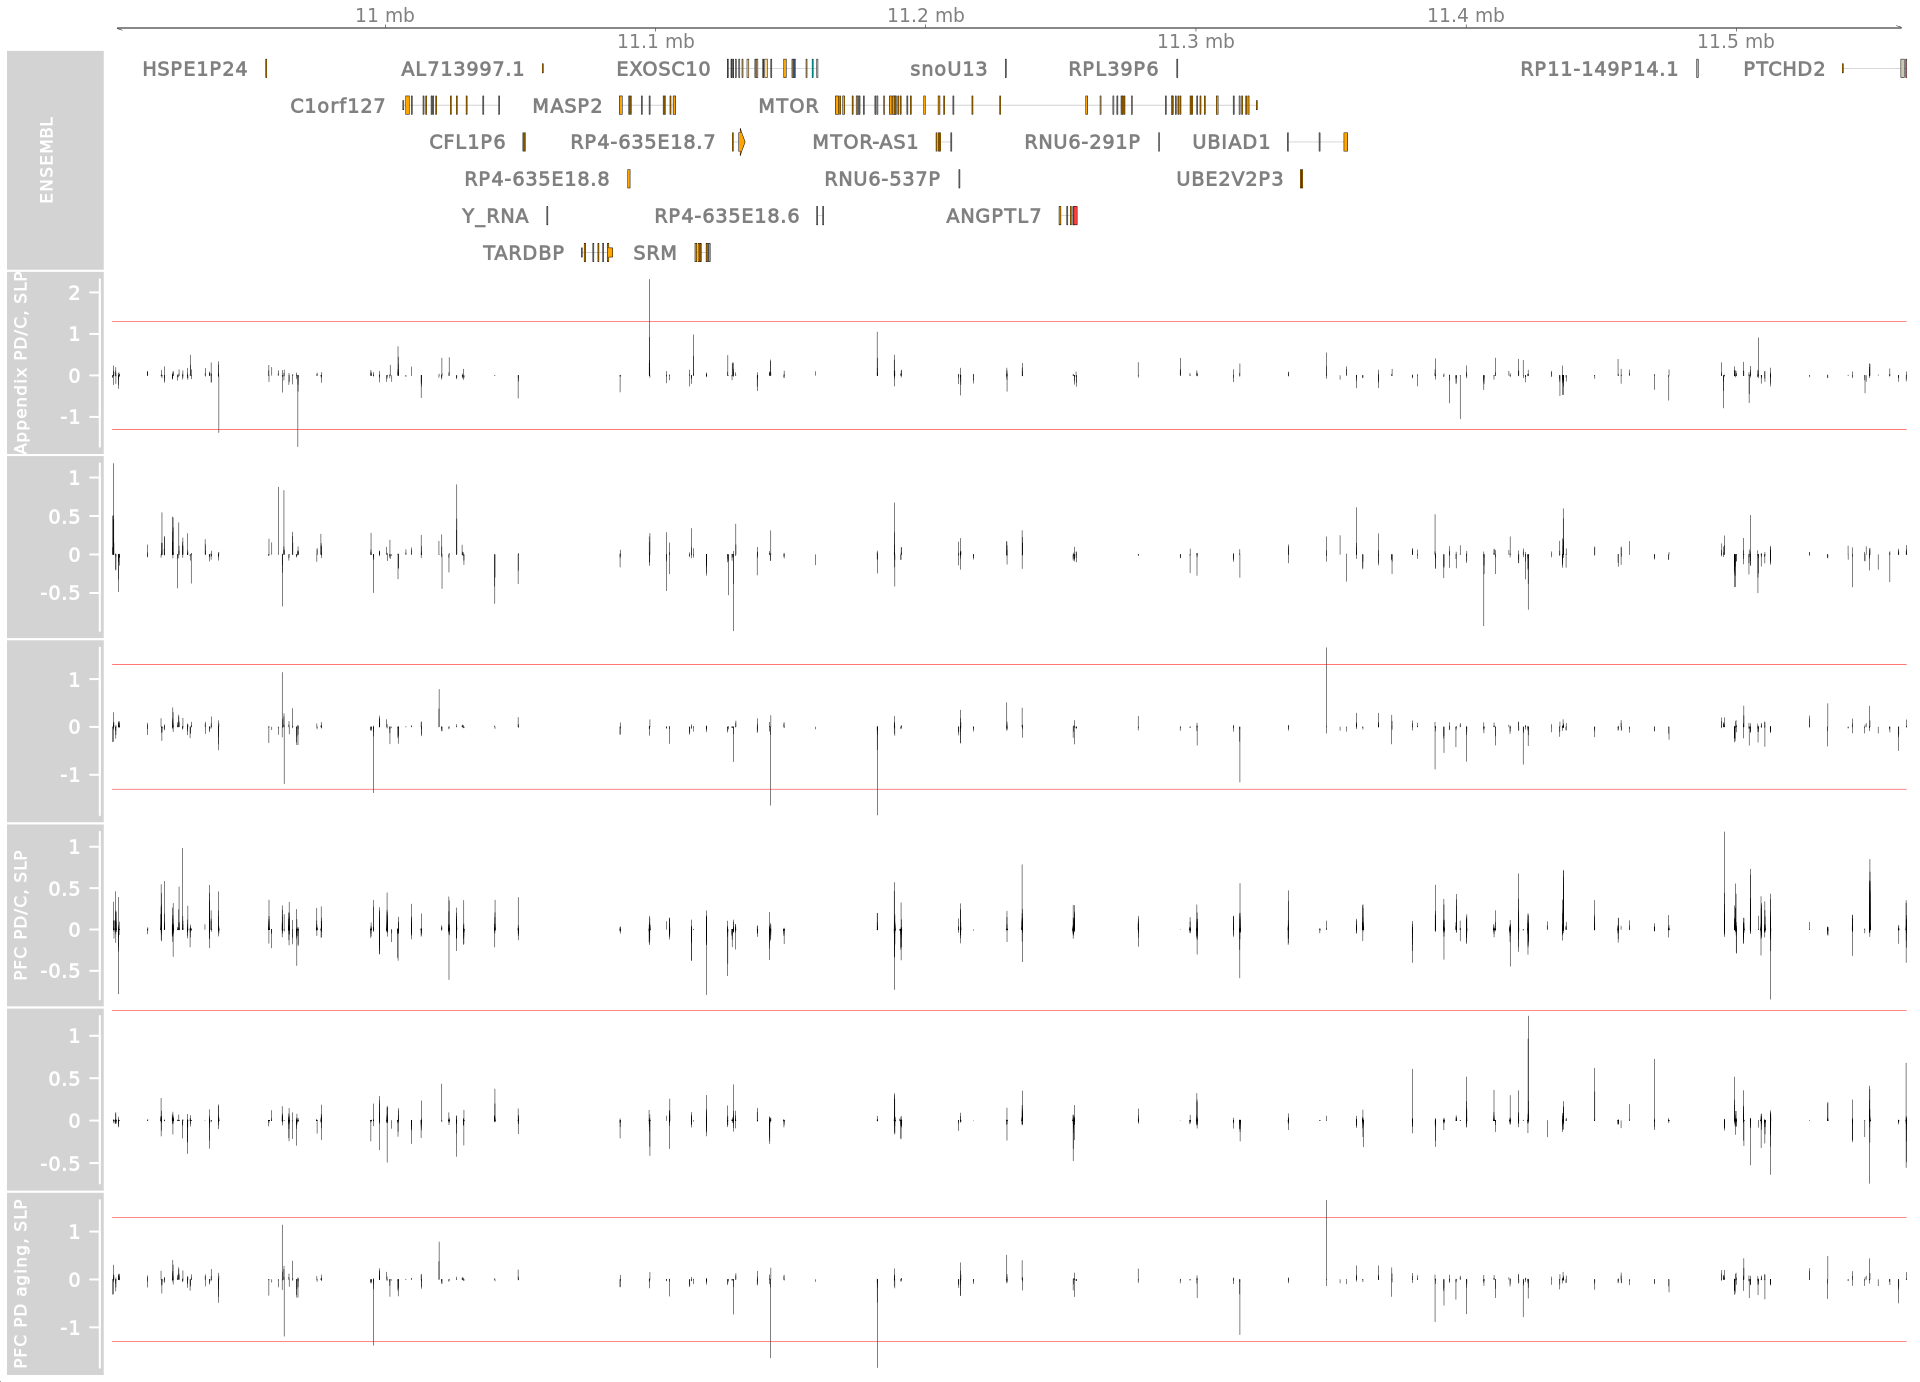 11 mb 11.2 mb 11.4 mb
11.1 mb 11.3 mb 11.5 mb
ENSEMBL
HSPE1P24 AL713997.1 EXOSC10 snoU13 RPL39P6 RP11-149P14.1 PTCHD2
C1orf127 MASP2 MTOR
CFL1P6 RP4-635E18.7 MTOR-AS1 RNU6-291P UBIAD1
RP4-635E18.8 RNU6-537P UBE2V2P3
Y_RNA RP4-635E18.6 ANGPTL7
TARDBP SRM
Appendix PD/C, SLP
2
1
0
-1
1
0.5
0
-0.5
1
0
-1
PFC PD/C, SLP
1
0.5
0
-0.5
1
0.5
0
-0.5
PFC PD aging, SLP
1
0
-1